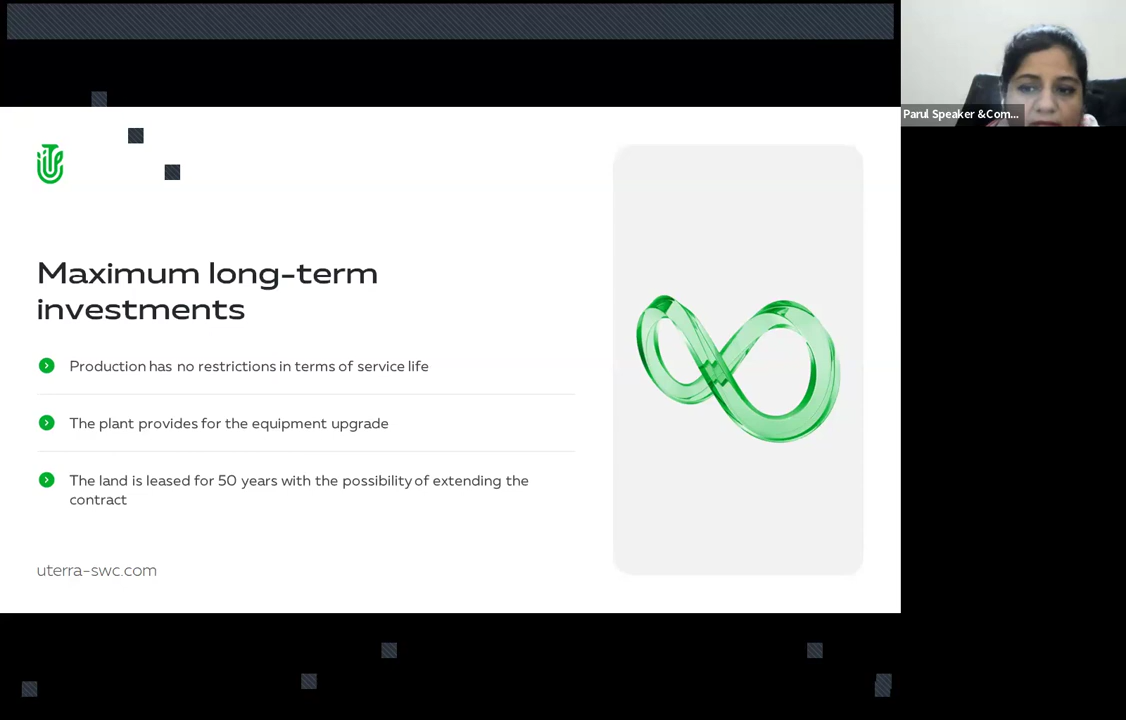 Parul Speaker &Com...
Maximum long-term
investments
Production has no restrictions in terms of service life
The plant provides for the equipment upgrade
The land is leased for 50 years with the possibility of extending the
contract
uterra-swc.com